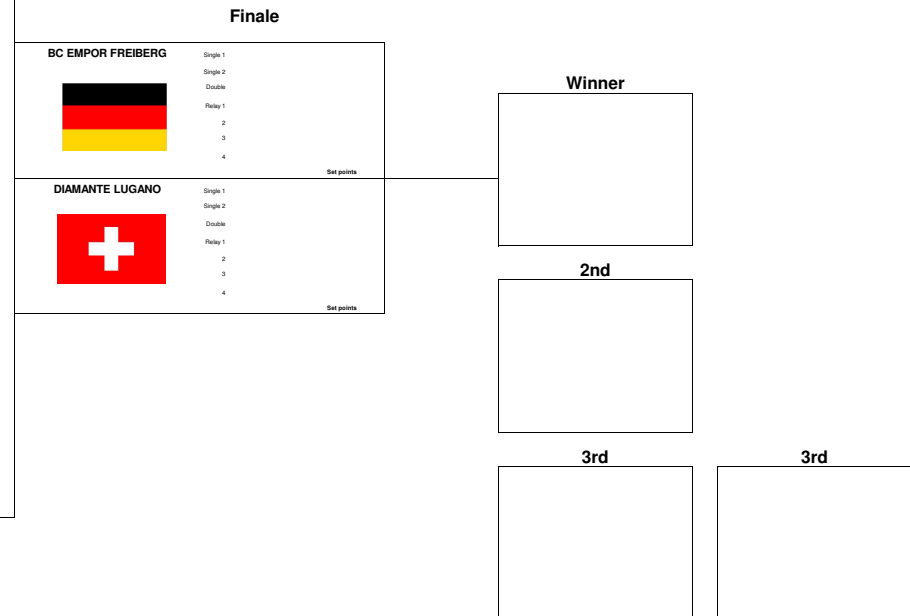 Finale
BC EMPOR FREIBERG
Single 1
Single 2
Double
Relay 1
2
3
4
Set points
DIAMANTE LUGANO
Single 1
Single 2
Double
Relay 1
2
3
4
Set points
Winner
2nd
3rd
3rd